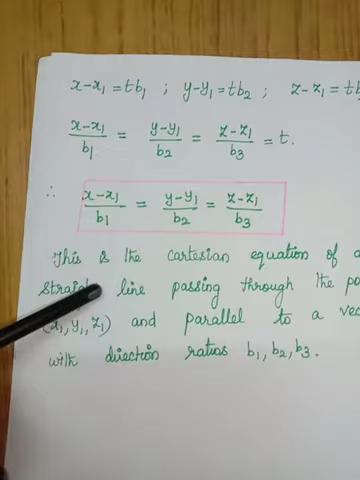 x-x₁ = tb₁ ; y-y₁ = tb₂ ; z-z₁ = tb
x-x₁/b₁ = y-y₁/b₂ = z-z₁/b₃ = t.
∴ x-x₁/b₁ = y-y₁/b₂ = z-z₁/b₃
This is the cartesian equation of a
line passing through the
(x₁, y₁, z₁) and parallel to a
with direction ratios b₁, b₂, b₃.